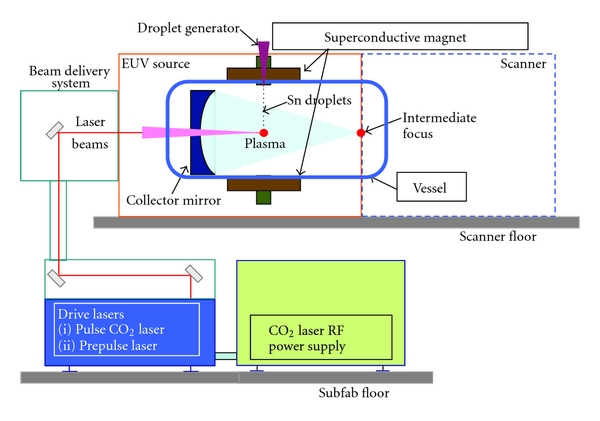 Droplet generator
Superconductive magnet
EUV source
Scanner
Beam delivery
system
Sn droplets
Laser
beams
Intermediate
focus
Plasma
Collector mirror
Vessel
Scanner floor
Drive lasers
(i) Pulse CO₂ laser
(ii) Prepulse laser
CO₂ laser RF
power supply
Subfab floor